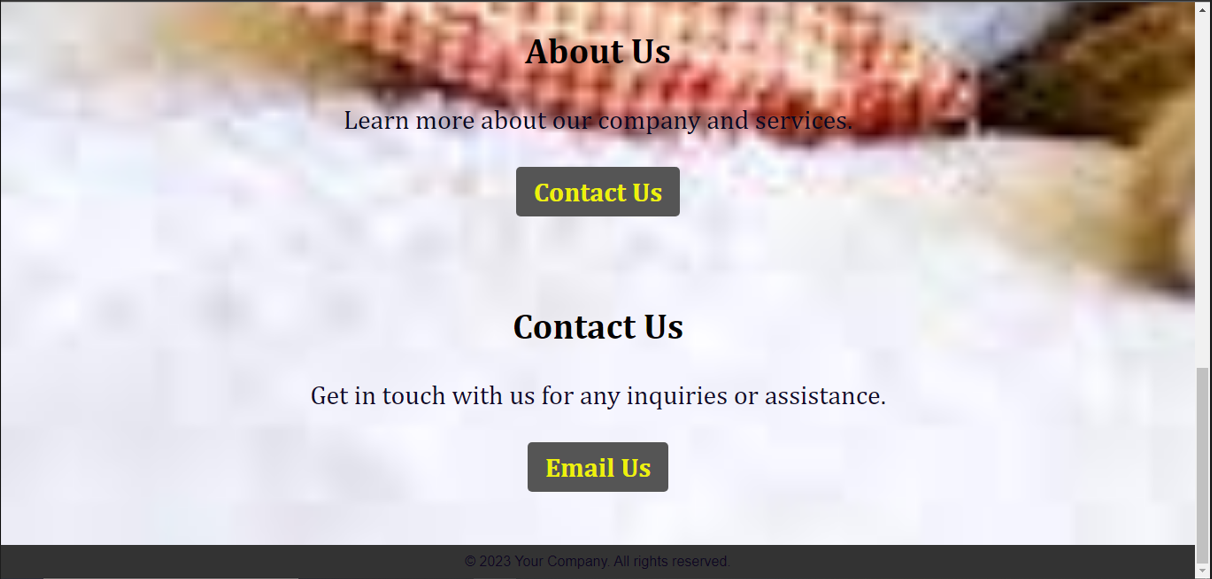 About Us
Learn more about our company and services.
Contact Us
Contact Us
Get in touch with us for any inquiries or assistance.
Email Us
© 2023 Your Company. All rights reserved.